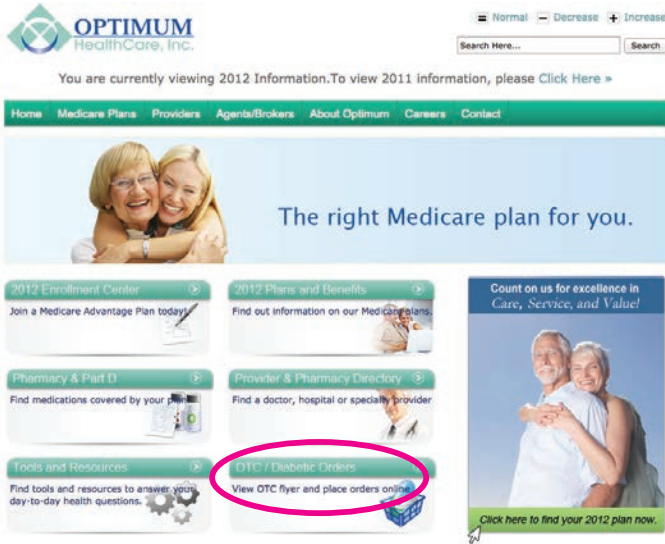 OPTIMUM
HealthCare, Inc.
Normal Decrease Increase
Search Here... Search
You are currently viewing 2012 Information.To view 2011 information, please Click Here »
Home Medicare Plans Providers Agents/Brokers About Optimum Careers Contact
The right Medicare plan for you.
2012 Enrollment Center
Join a Medicare Advantage Plan today!
2012 Plans and Benefits
Find out information on our Medicare plans.
Count on us for excellence in
Care, Service, and Value!
Pharmacy & Part D
Find medications covered by your plan
Provider & Pharmacy Directory
Find a doctor, hospital or specialty provider
Tools and Resources
Find tools and resources to answer your
day-to-day health questions.
OTC / Diabetic Orders
View OTC flyer and place orders online
Click here to find your 2012 plan now.